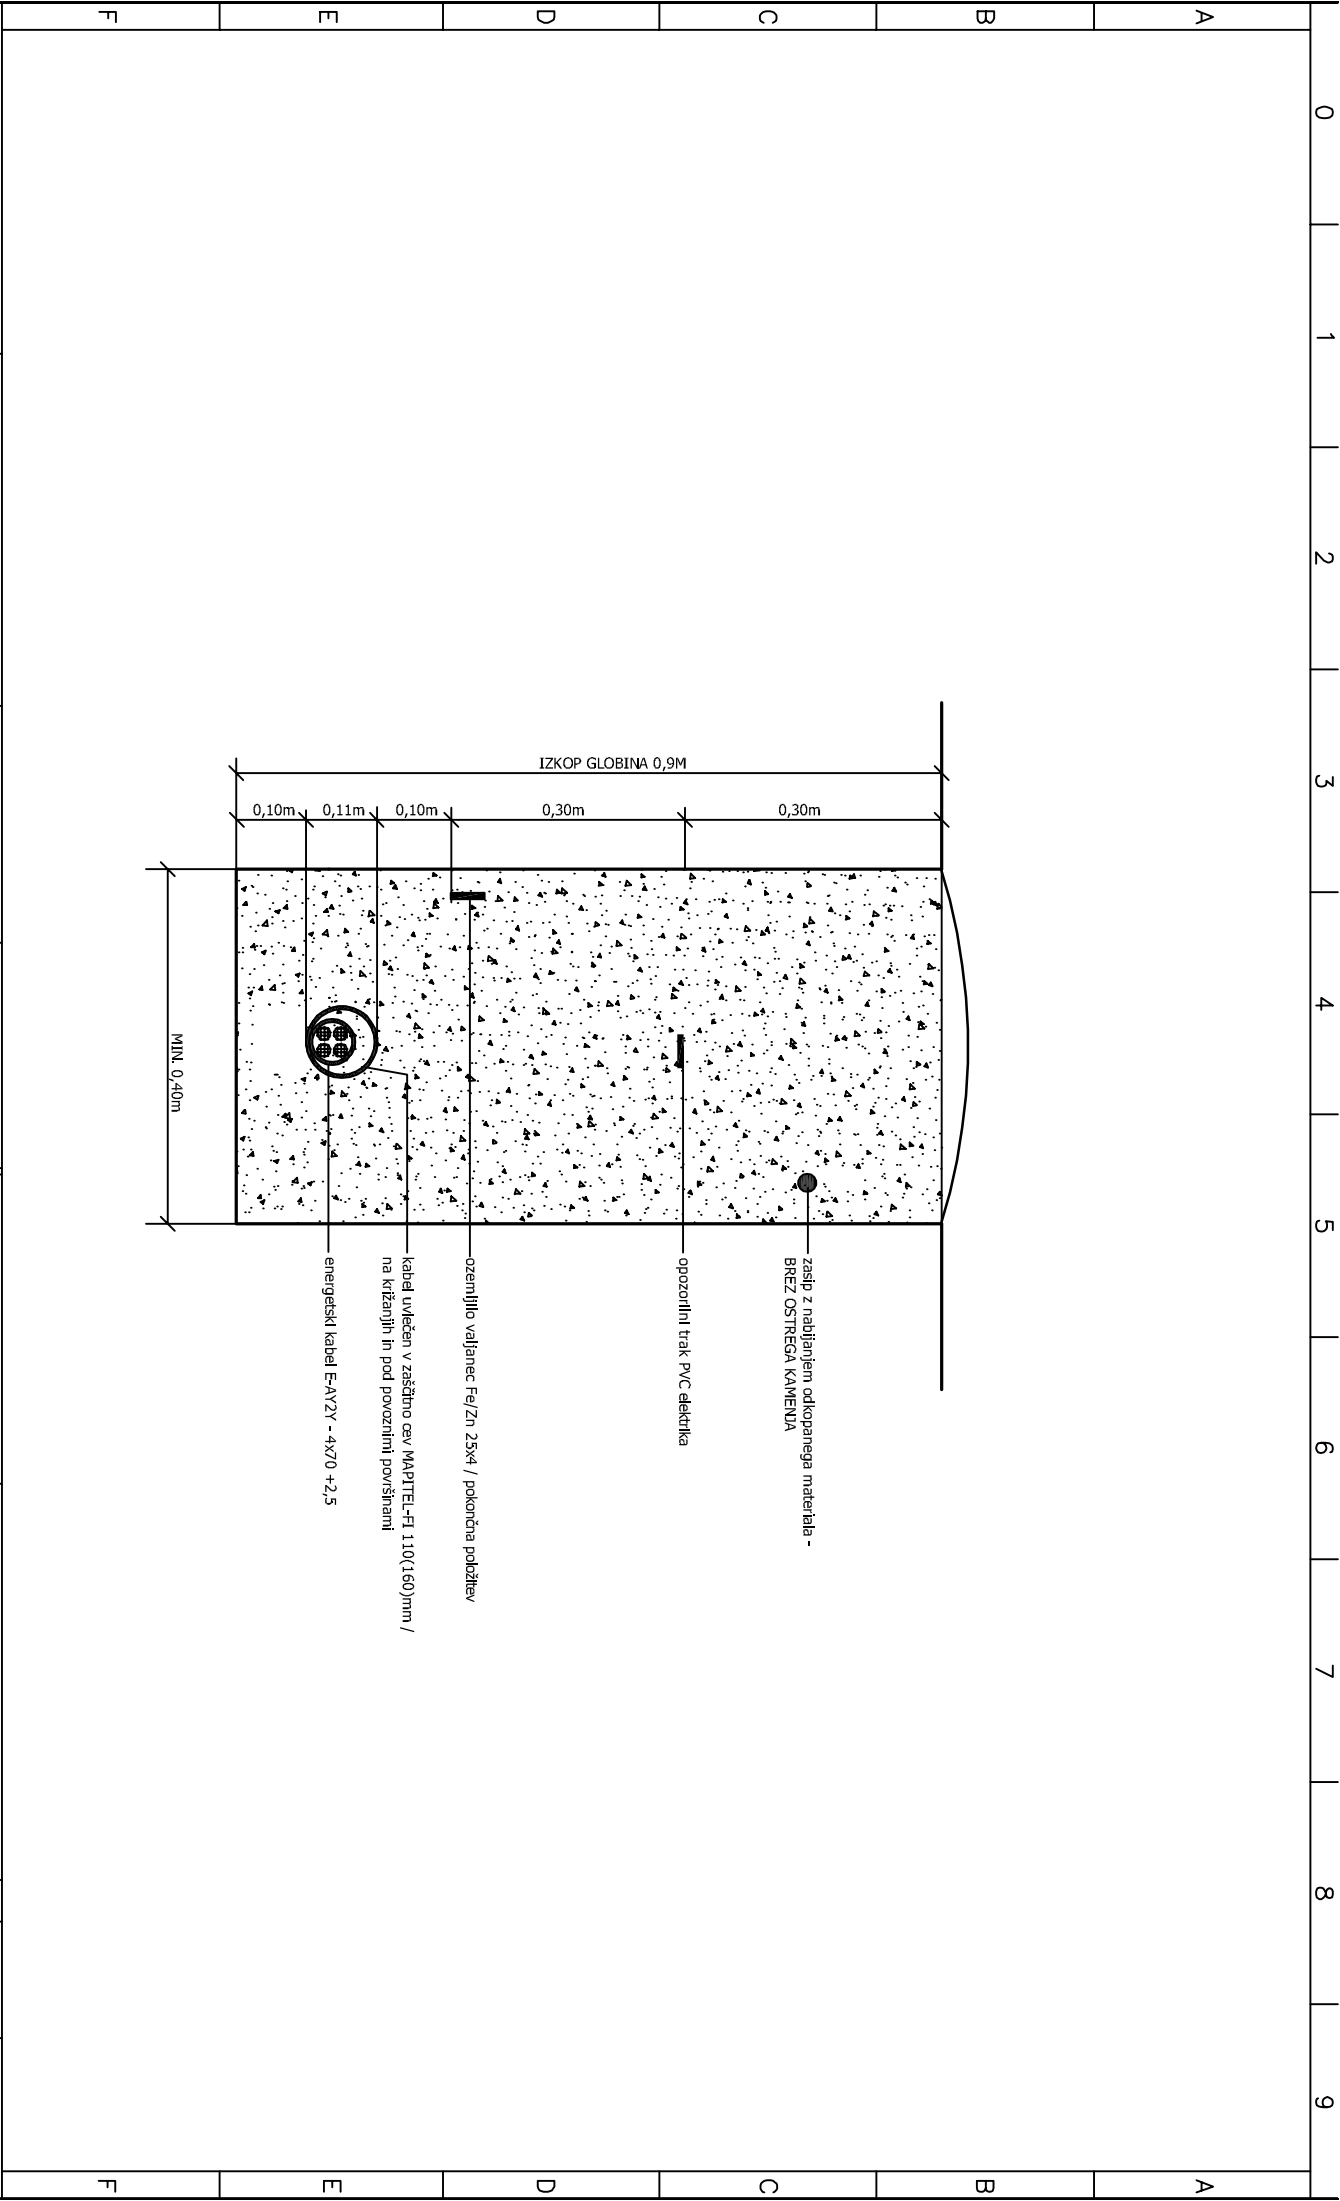 0
1
2
3
4
5
6
7
8
9
A
B
C
D
E
F
A
B
C
D
E
F
IZKOP GLOBINA 0,9M
0,30m
0,30m
0,10m
0,11m
0,10m
MIN. 0,40m
zasip z nabijanjem odkopanega materiala -
BREZ OSTREGA KAMENJA
opozorilni trak PVC elektrika
ozemljilo valjanec Fe/Zn 25x4 / pokončna položitev
kabel uvlečen v zaščitno cev MAPITEL-FI 110(160)mm /
na križanjih in pod povoznimi površinami
energetski kabel E-AY2Y - 4x70 +2,5